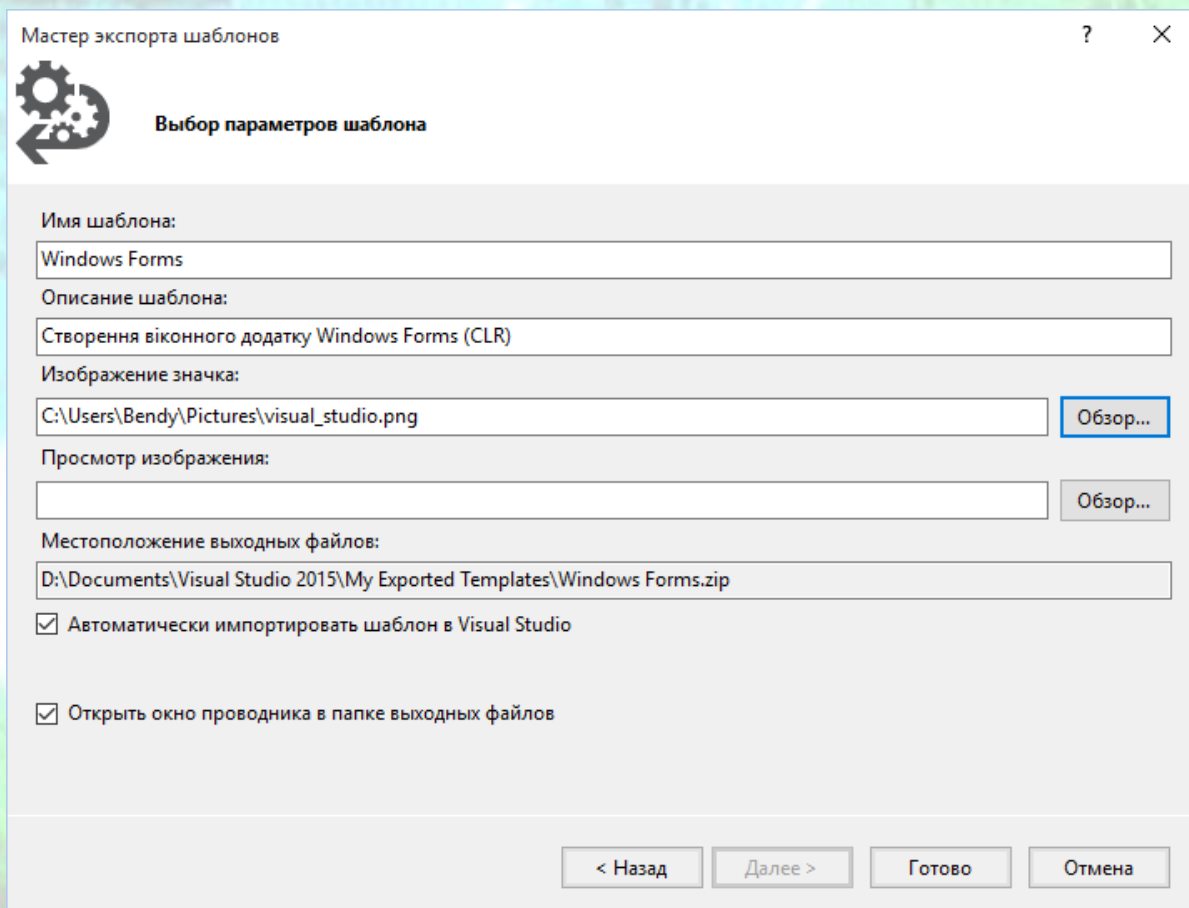 Мастер экспорта шаблонов
?
Выбор параметров шаблона
Имя шаблона:
Windows Forms
Описание шаблона:
Створення віконного додатку Windows Forms (CLR)
Изображение значка:
C:\Users\Bendy\Pictures\visual_studio.png
Обзор...
Просмотр изображения:
Обзор...
Местоположение выходных файлов:
D:\Documents\Visual Studio 2015\My Exported Templates\Windows Forms.zip
Автоматически импортировать шаблон в Visual Studio
Открыть окно проводника в папке выходных файлов
< Назад Далее > Готово Отмена